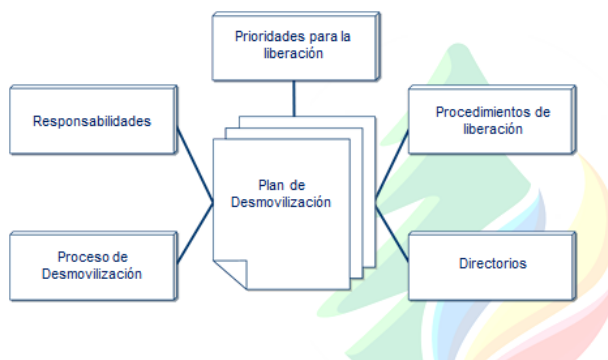 Prioridades para la
liberación
Responsabilidades
Procedimientos de
liberación
Plan de
Desmovilización
Proceso de
Desmovilización
Directorios